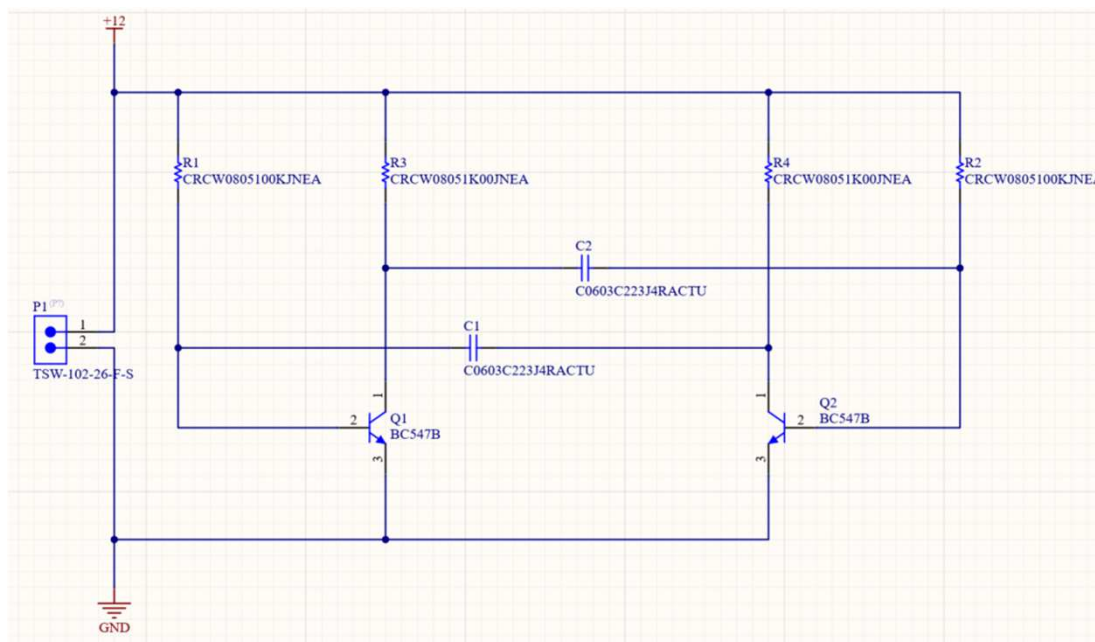 +12
R1
CRCW0805100KJNEA
R3
CRCW08051K00JNEA
R4
CRCW08051K00JNEA
R2
CRCW0805100KJNEA
C2
C0603C223J4RACTU
P1
1
2
TSW-102-26-F-S
C1
C0603C223J4RACTU
1
2
3
Q1
BC547B
1
2
3
Q2
BC547B
GND